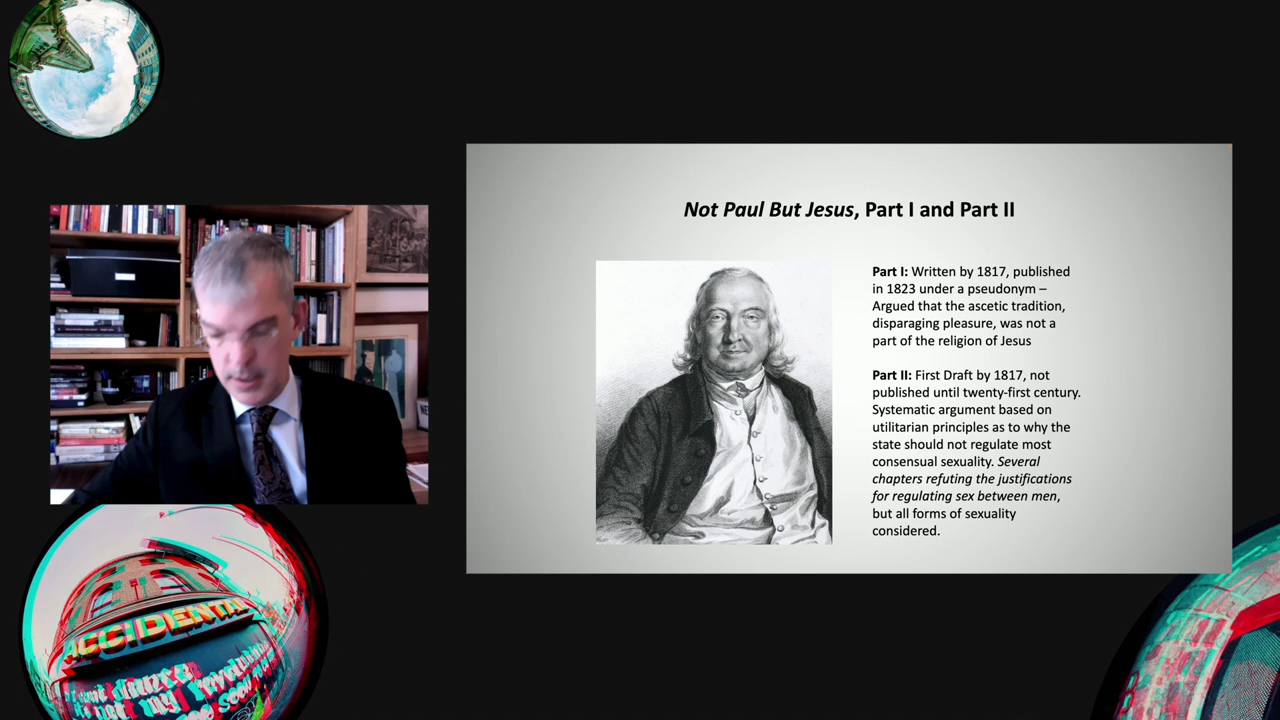 Not Paul But Jesus, Part I and Part II
Part I: Written by 1817, published
in 1823 under a pseudonym –
Argued that the ascetic tradition,
disparaging pleasure, was not a
part of the religion of Jesus
Part II: First Draft by 1817, not
published until twenty-first century.
Systematic argument based on
utilitarian principles as to why the
state should not regulate most
consensual sexuality. Several
chapters refuting the justifications
for regulating sex between men,
but all forms of sexuality
considered.
ACCIDENTA